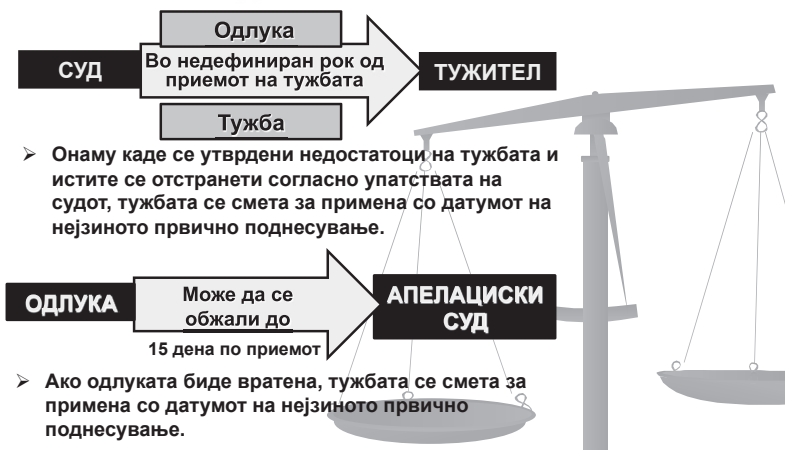 Одлука
СУД
Во недефиниран рок од
приемот на тужбата
ТУЖИТЕЛ
Тужба
➢ Онаму каде се утврдени недостатоци на тужбата и
истите се отстранети согласно упатствата на
судот, тужбата се смета за примена со датумот на
нејзиното првично поднесување.
ОДЛУКА
Може да се
обжали до
15 дена по приемот
АПЕЛАЦИСКИ
СУД
➢ Ако одлуката биде вратена, тужбата се смета за
примена со датумот на нејзиното првично
поднесување.